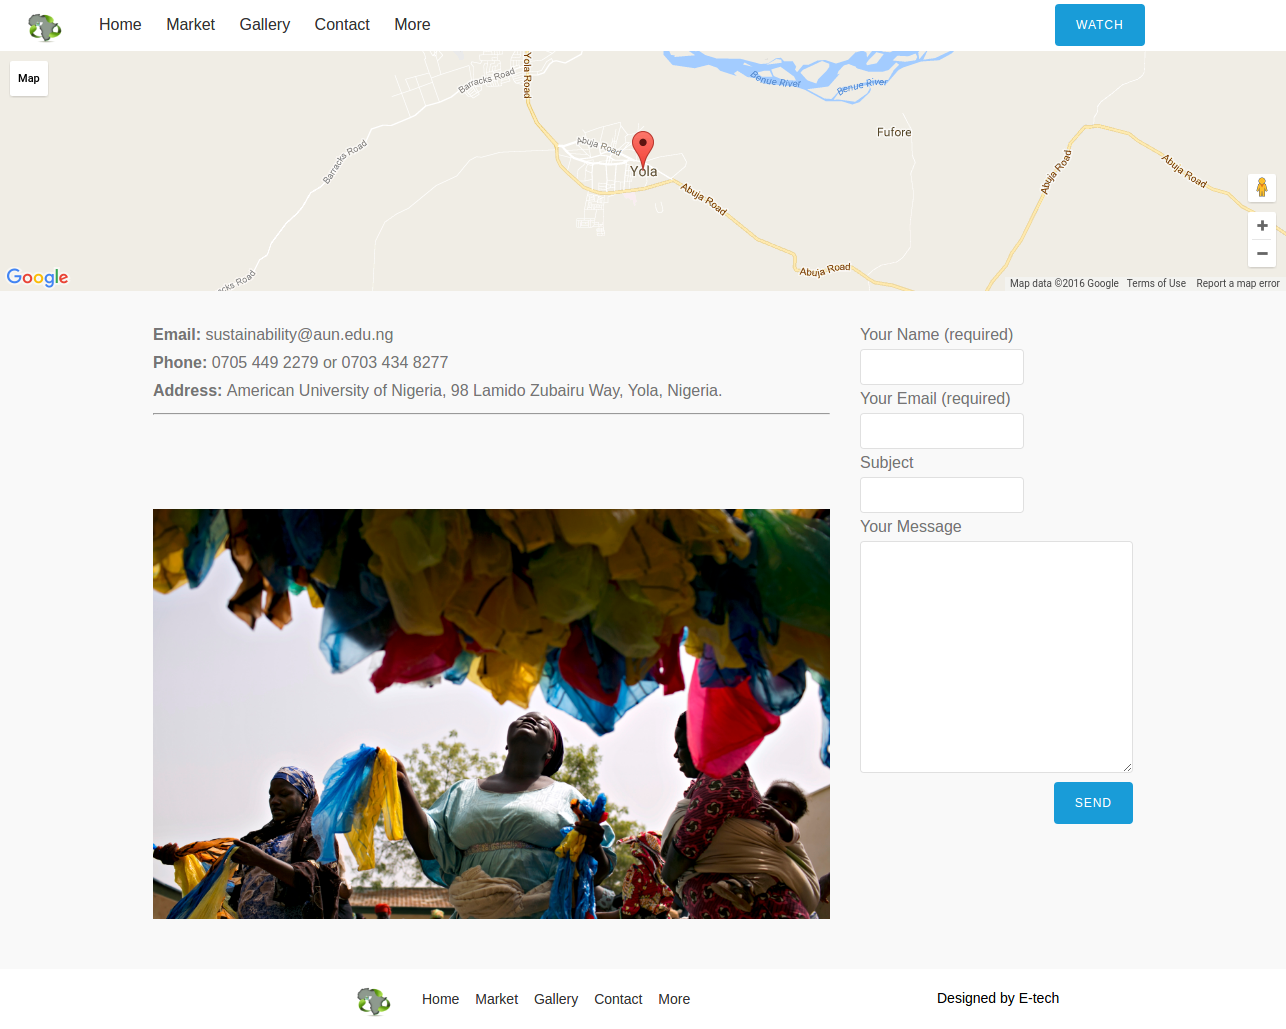 Home Market Gallery Contact More
WATCH
Map
Barracks Road
Yola Road
Benue River
Benue River
Fufore
Barracks Road
Abuja Road
Yola
Abuja Road
Abuja Road
Abuja Road
Abuja Road
cks Road
Google
Map data ©2016 Google Terms of Use Report a map error
Email: sustainability@aun.edu.ng
Phone: 0705 449 2279 or 0703 434 8277
Address: American University of Nigeria, 98 Lamido Zubairu Way, Yola, Nigeria.
Your Name (required)
Your Email (required)
Subject
Your Message
SEND
Home Market Gallery Contact More
Designed by E-tech